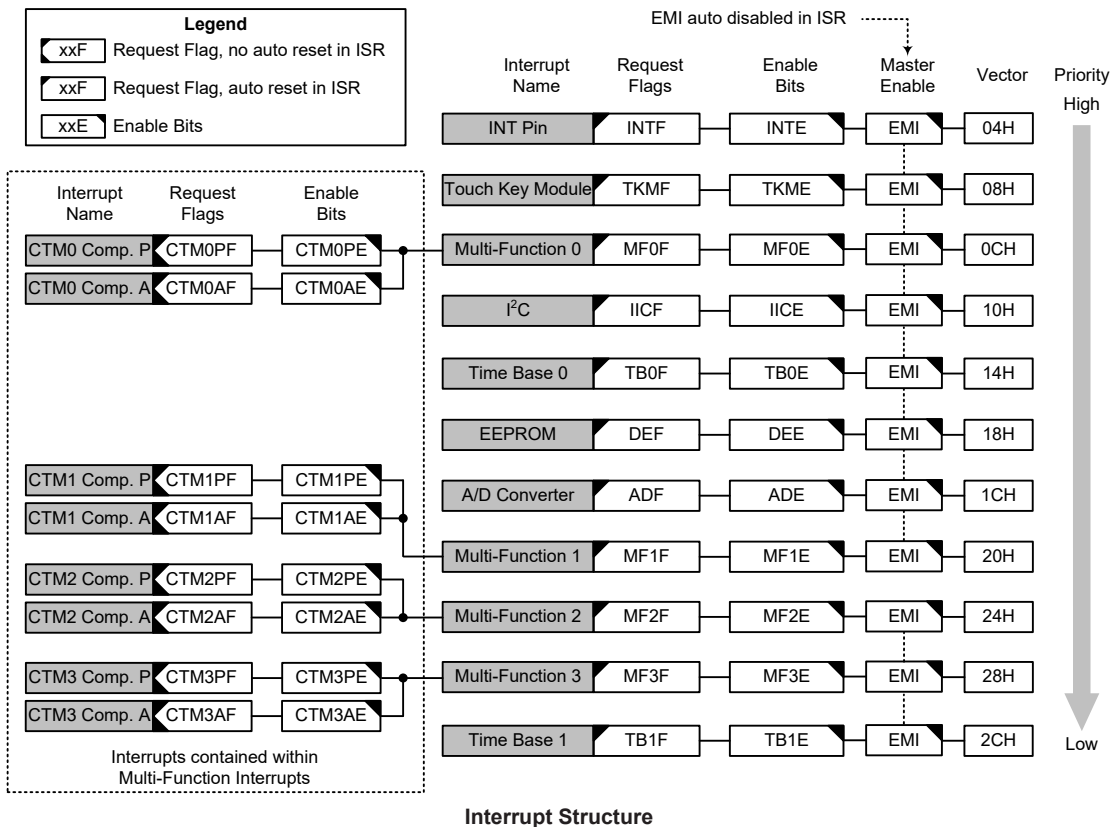 Legend
xxF Request Flag, no auto reset in ISR
xxF Request Flag, auto reset in ISR
xxE Enable Bits
EMI auto disabled in ISR
Interrupt Name Request Flags Enable Bits Master Enable Vector Priority
High
INT Pin INTF INTE EMI 04H
Touch Key Module TKMF TKME EMI 08H
Interrupt Name Request Flags Enable Bits
CTM0 Comp. P CTM0PF CTM0PE Multi-Function 0 MF0F MF0E EMI 0CH
CTM0 Comp. A CTM0AF CTM0AE
I²C IICF IICE EMI 10H
Time Base 0 TB0F TB0E EMI 14H
EEPROM DEF DEE EMI 18H
CTM1 Comp. P CTM1PF CTM1PE A/D Converter ADF ADE EMI 1CH
CTM1 Comp. A CTM1AF CTM1AE
Multi-Function 1 MF1F MF1E EMI 20H
CTM2 Comp. P CTM2PF CTM2PE
CTM2 Comp. A CTM2AF CTM2AE Multi-Function 2 MF2F MF2E EMI 24H
CTM3 Comp. P CTM3PF CTM3PE Multi-Function 3 MF3F MF3E EMI 28H
CTM3 Comp. A CTM3AF CTM3AE
Time Base 1 TB1F TB1E EMI 2CH Low
Interrupts contained within
Multi-Function Interrupts
Interrupt Structure